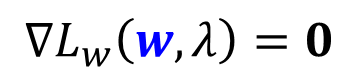 ∇L_w(w, λ) = 0